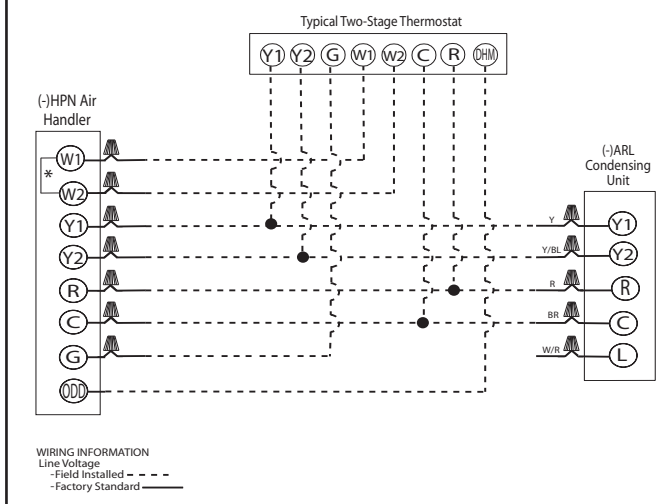 Typical Two-Stage Thermostat
Y1 Y2 G W1 W2 C R DHM
(-)HPN Air
Handler
W1
*
W2
Y1
Y2
R
C
G
ODD
(-)ARL
Condensing
Unit
Y Y1
Y/BL Y2
R R
BR C
W/R L
WIRING INFORMATION
Line Voltage
-Field Installed
-Factory Standard